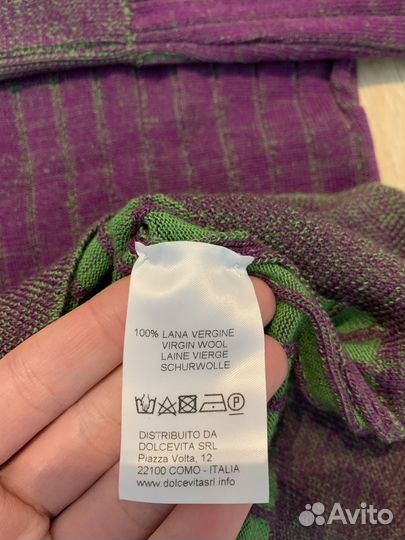 100% LANA VERGINE
VIRGIN WOOL
LAINE VIERGE
SCHURWOLLE
P
DISTRIBUITO DA
DOLCEVITA SRL
Piazza Volta, 12
22100 COMO - ITALIA
www.dolcevitasrl.info
Avito